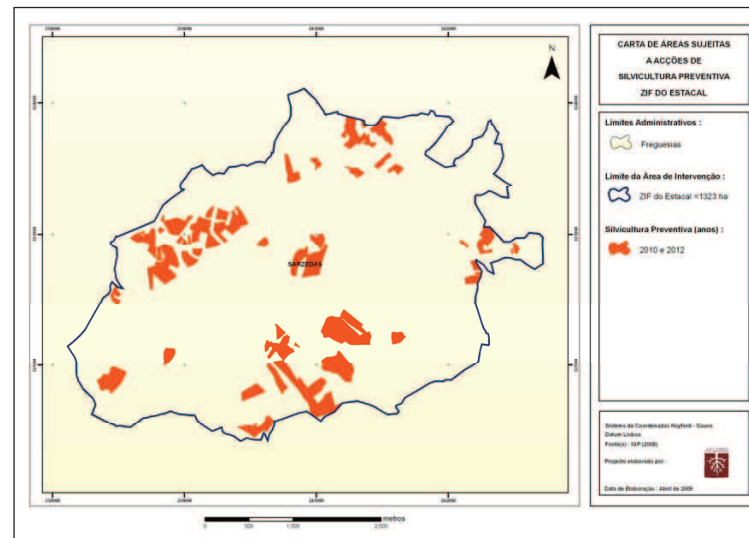 N
SARZEDAS
metros
0 500 1.000 2.000
CARTA DE ÁREAS SUJEITAS
A ACÇÕES DE
SILVICULTURA PREVENTIVA
ZIF DO ESTACAL
Limites Administrativos :
Freguesias
Limite da Área de Intervenção :
ZIF do Estacal =1323 ha
Silvicultura Preventiva (anos) :
2010 e 2012
Sistema de Coordenadas Hayford - Gauss
Datum Lisboa
Fonte(s) : IGP (2008)
Projecto elaborado por :
Data de Elaboração : Abril de 2009